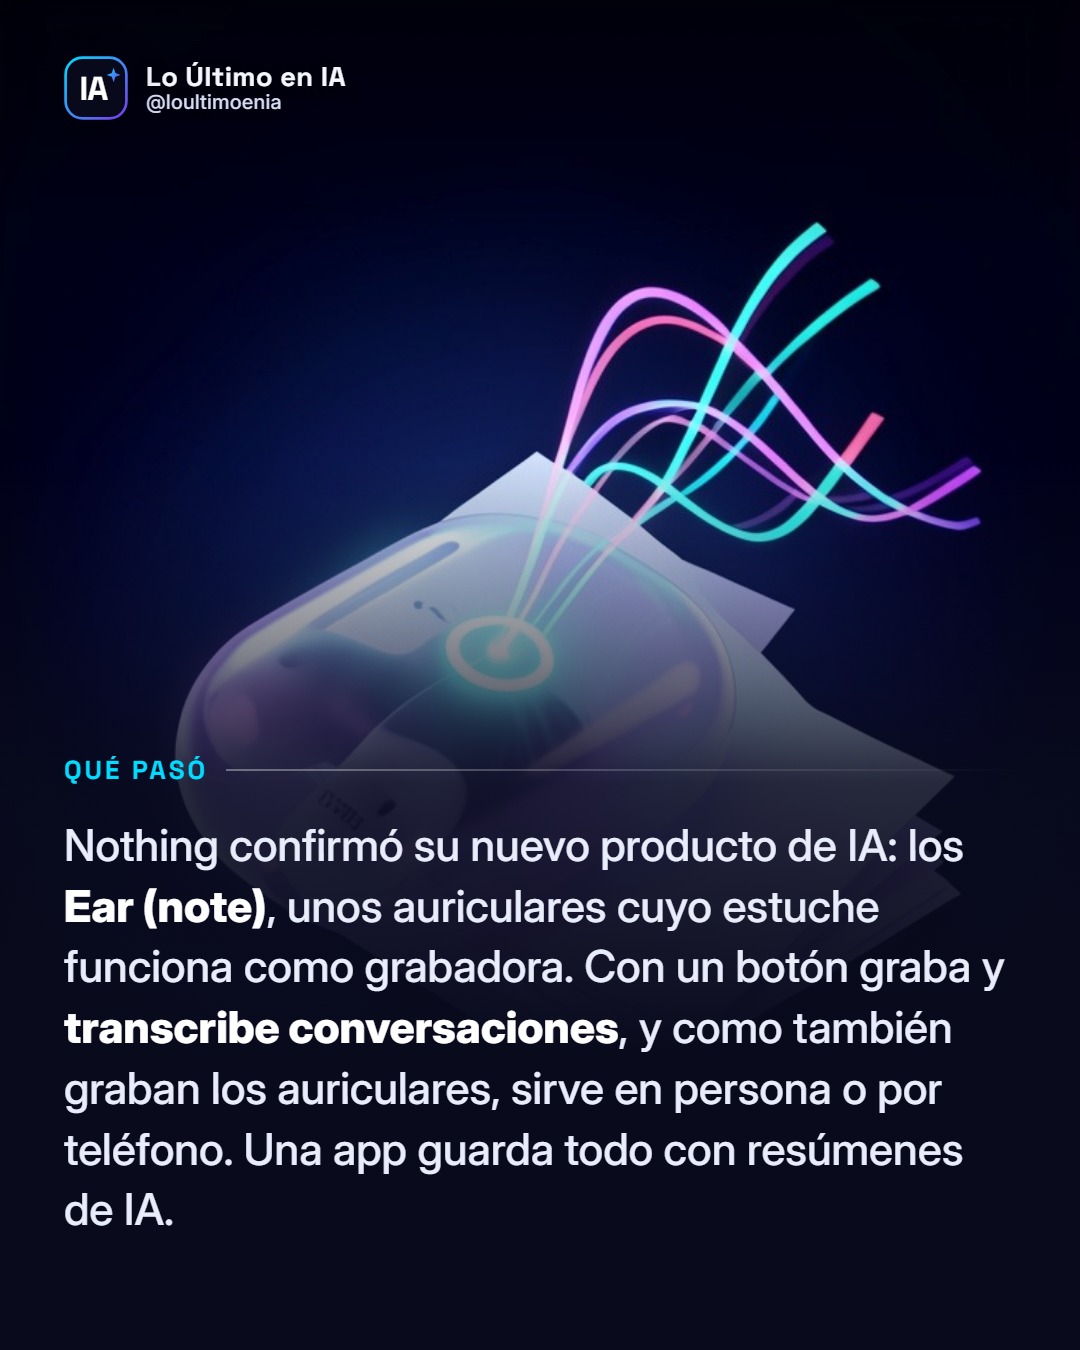 IA
Lo Último en IA
@loultimoenia
QUÉ PASÓ
Nothing confirmó su nuevo producto de IA: los
Ear (note), unos auriculares cuyo estuche
funciona como grabadora. Con un botón graba y
transcribe conversaciones, y como también
graban los auriculares, sirve en persona o por
teléfono. Una app guarda todo con resúmenes
de IA.